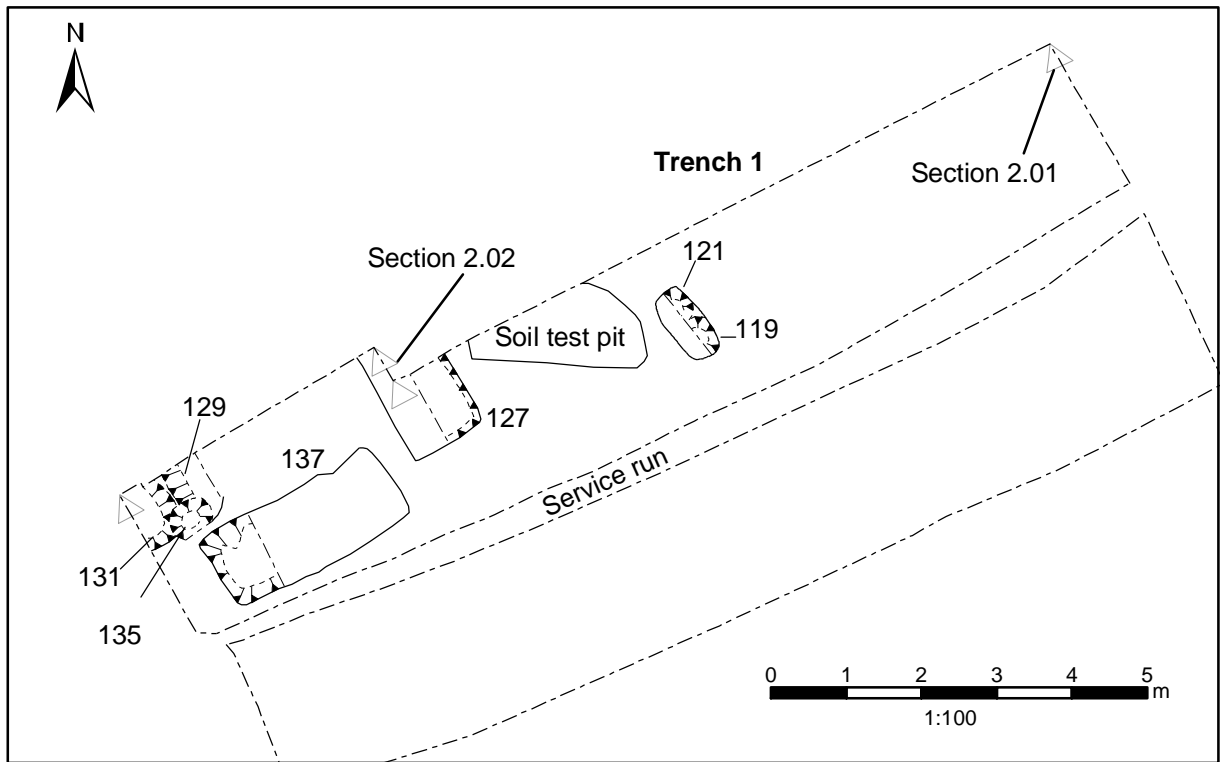 N
Trench 1
Section 2.01
Section 2.02
121
119
Soil test pit
127
129
137
Service run
131
135
0 1 2 3 4 5
m
1:100